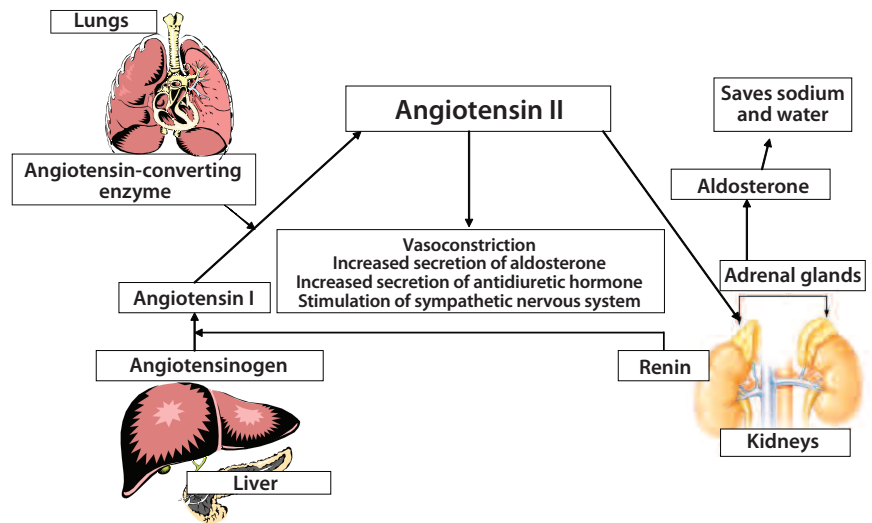 Lungs
Angiotensin II
Saves sodium
and water
Angiotensin-converting
enzyme
Aldosterone
Vasoconstriction
Increased secretion of aldosterone
Increased secretion of antidiuretic hormone
Stimulation of sympathetic nervous system
Adrenal glands
Angiotensin I
Angiotensinogen
Renin
Kidneys
Liver